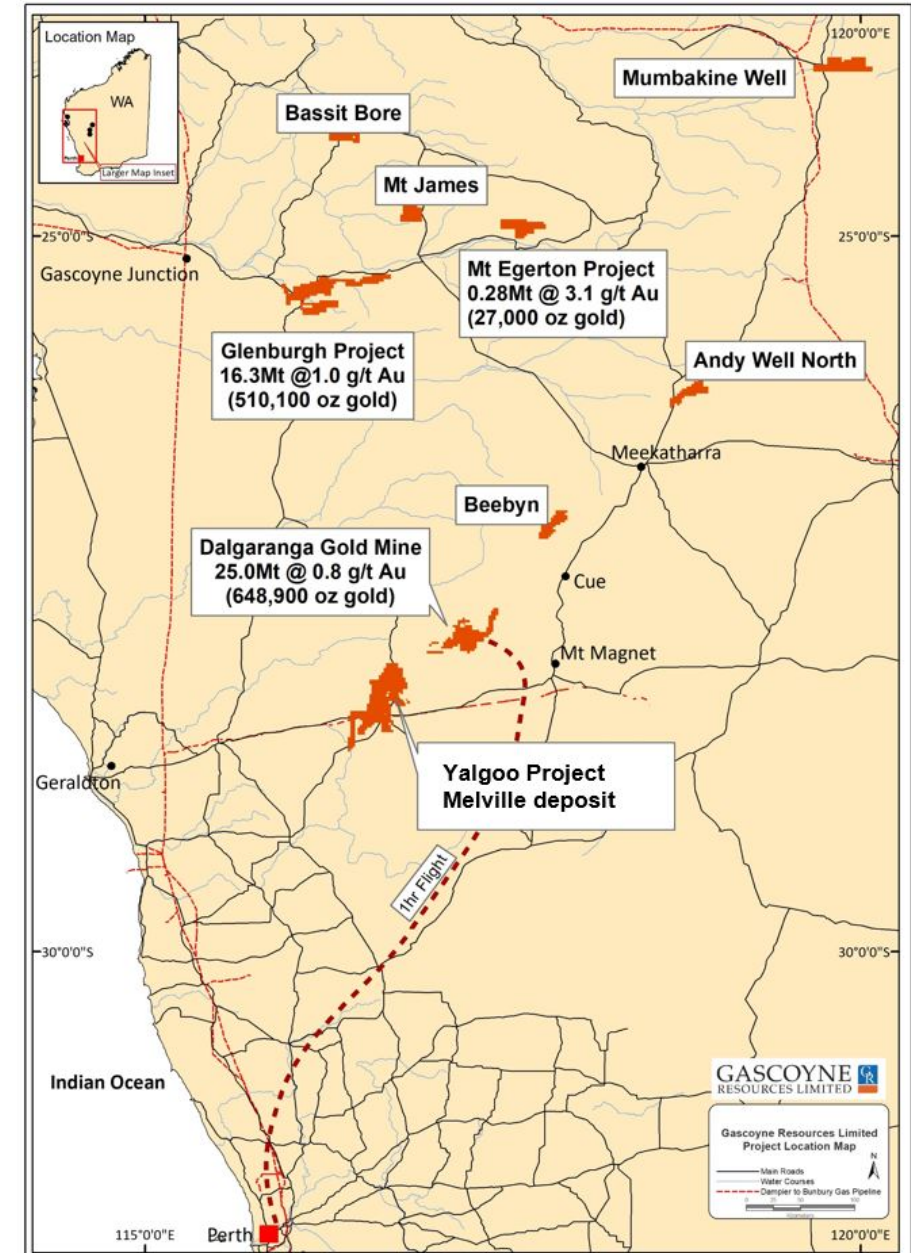 Location Map
WA
Perth
Larger Map Inset
120°0'0"E
Mumbakine Well
Bassit Bore
Mt James
25°0'0"S
25°0'0"S
Gascoyne Junction
Mt Egerton Project
0.28Mt @ 3.1 g/t Au
(27,000 oz gold)
Glenburgh Project
16.3Mt @1.0 g/t Au
(510,100 oz gold)
Andy Well North
Meekatharra
Beebyn
Dalgaranga Gold Mine
25.0Mt @ 0.8 g/t Au
(648,900 oz gold)
Cue
Mt Magnet
Geraldton
Yalgoo Project
Melville deposit
1hr Flight
30°0'0"S
30°0'0"S
Indian Ocean
GASCOYNE
RESOURCES LIMITED
Gascoyne Resources Limited
Project Location Map
N
Main Roads
Water Courses
Dampier to Bunbury Gas Pipeline
Kilometers
115°0'0"E
Perth
120°0'0"E